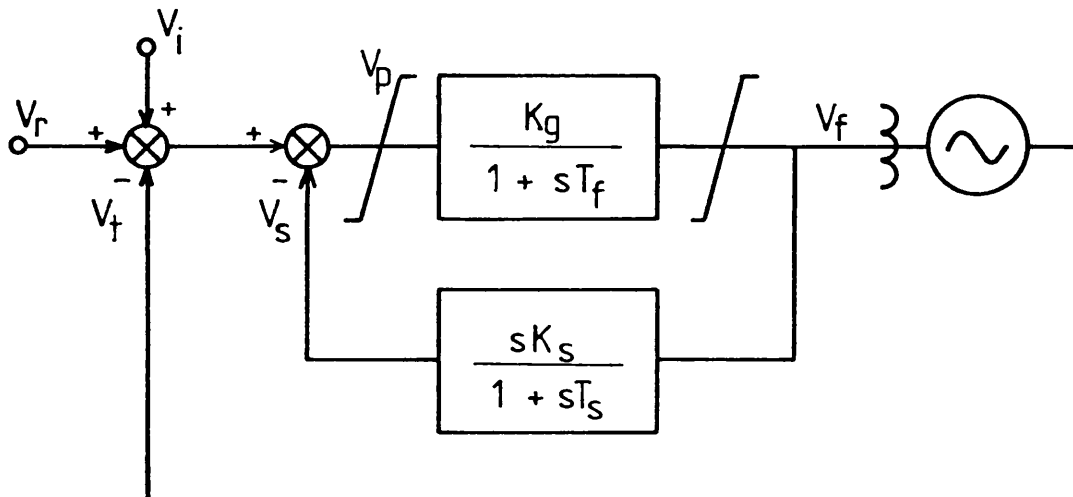 V_i
V_r
+
+
-
V_t
+
-
V_s
V_p
K_g
1 + sT_f
V_f
sK_s
1 + sT_s